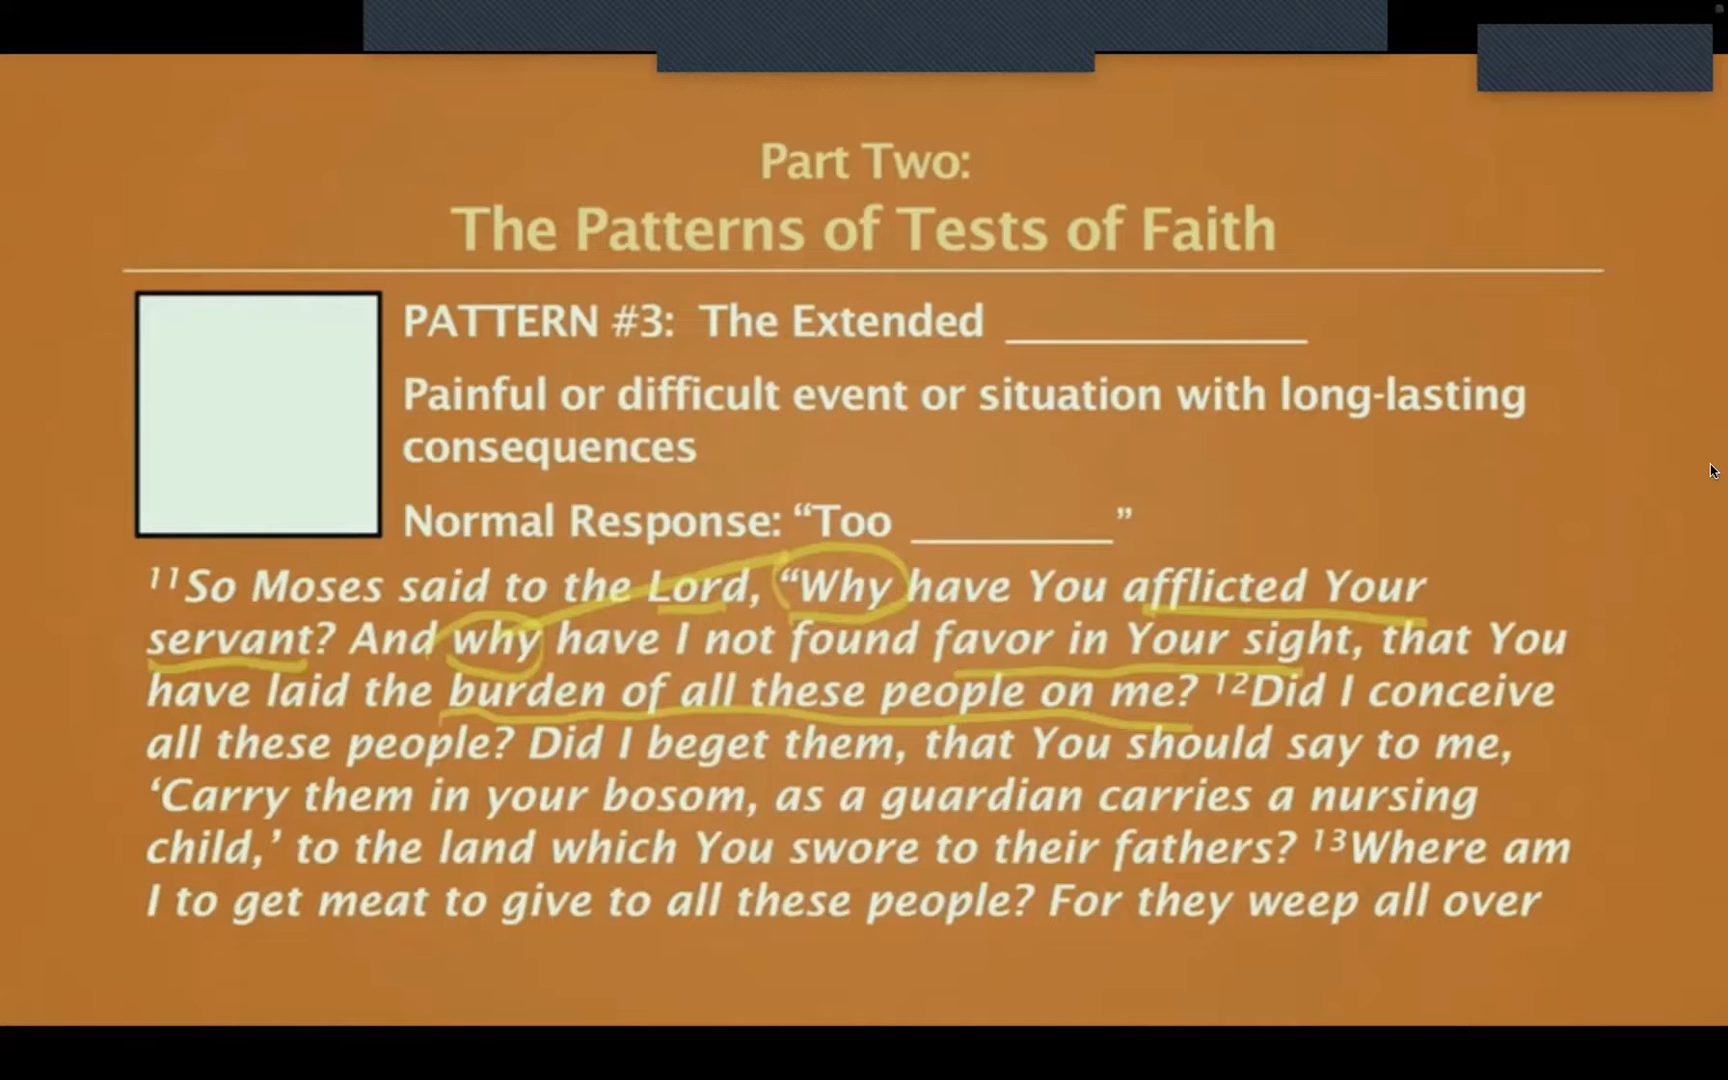 Part Two:
The Patterns of Tests of Faith
PATTERN #3: The Extended ____________
Painful or difficult event or situation with long-lasting
consequences
Normal Response: “Too ________”
¹¹So Moses said to the Lord, “Why have You afflicted Your
servant? And why have I not found favor in Your sight, that You
have laid the burden of all these people on me? ¹²Did I conceive
all these people? Did I beget them, that You should say to me,
‘Carry them in your bosom, as a guardian carries a nursing
child,’ to the land which You swore to their fathers? ¹³Where am
I to get meat to give to all these people? For they weep all over